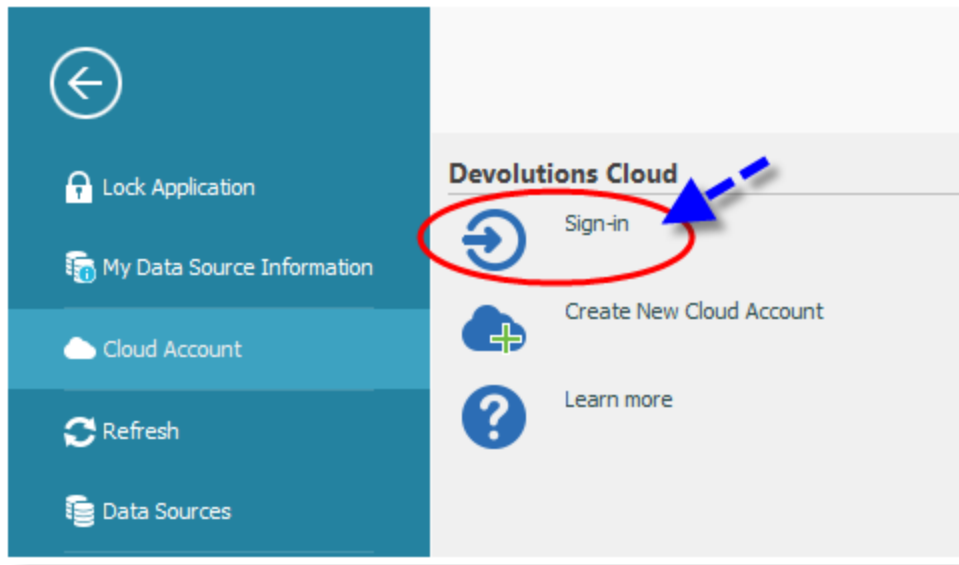 Lock Application
My Data Source Information
Cloud Account
Refresh
Data Sources
Devolutions Cloud
Sign-in
Create New Cloud Account
Learn more